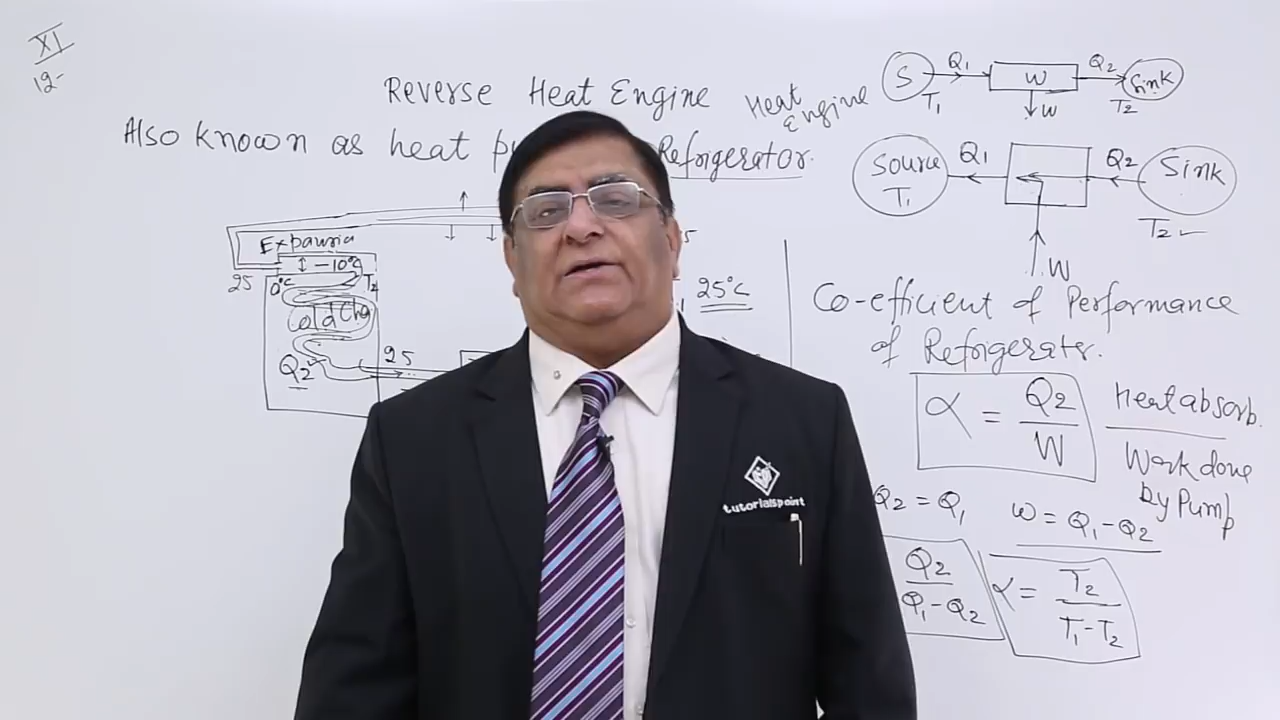 XI
12-
Reverse Heat Engine
Also known as heat Refrigerator.
Heat
Engine
S Q1 W Q2 Sink
T1 W T2
Source
T1
Q1 Q2 Sink
T2
W
Expansion
-10°C
0°C T2
25
Cold Cha
Q2
25
25°C
Co-efficient of Performance
of Refrigerator.
α = Q2 / W
Heat absorb.
Work done
by Pump
Q2 = Q1
W = Q1 - Q2
Q2 / Q1 - Q2
α = T2 / T1 - T2
tutorialspoint